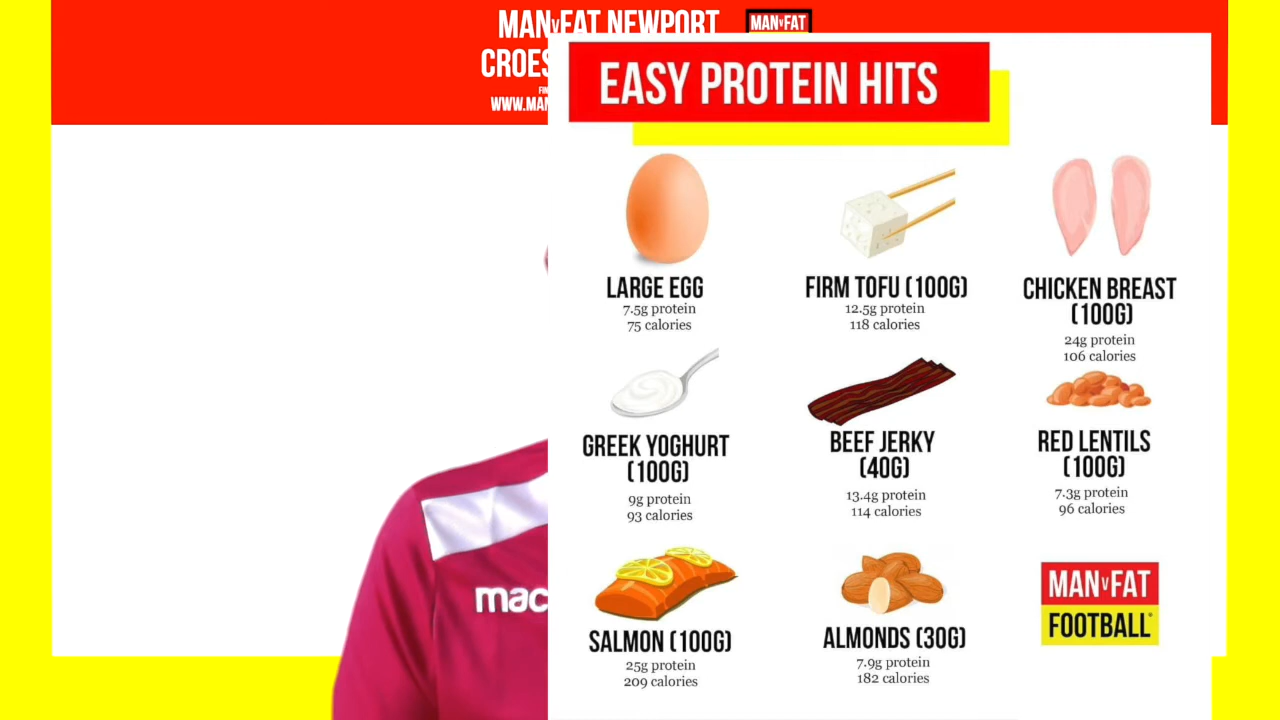 MANvFAT NEWPORT
MANvFAT
CROES
WWW.MAN
EASY PROTEIN HITS
LARGE EGG
7.5g protein
75 calories
FIRM TOFU (100G)
12.5g protein
118 calories
CHICKEN BREAST
(100G)
24g protein
106 calories
GREEK YOGHURT
(100G)
9g protein
93 calories
BEEF JERKY
(40G)
13.4g protein
114 calories
RED LENTILS
(100G)
7.3g protein
96 calories
SALMON (100G)
25g protein
209 calories
ALMONDS (30G)
7.9g protein
182 calories
MANvFAT
FOOTBALL®
mac